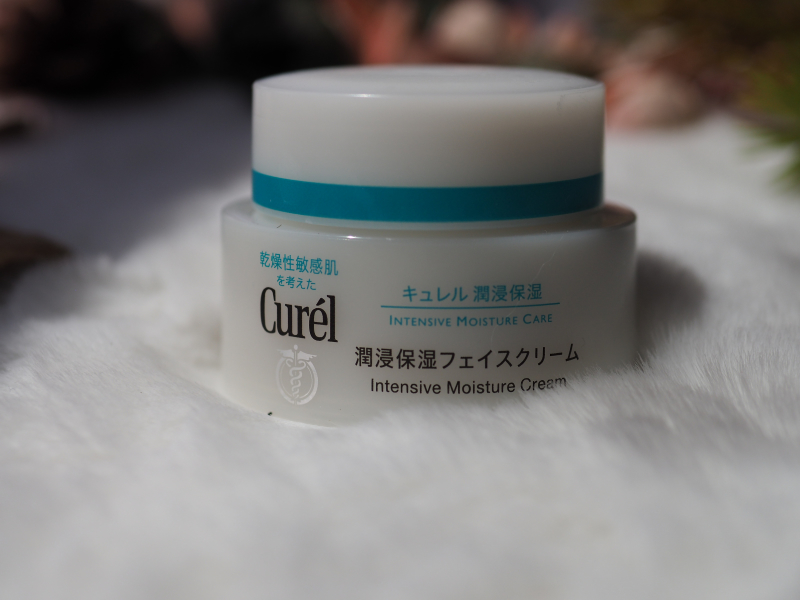 乾燥性敏感肌
を考えた
Curél
キュレル 潤浸保湿
INTENSIVE MOISTURE CARE
潤浸保湿フェイスクリーム
Intensive Moisture Cream